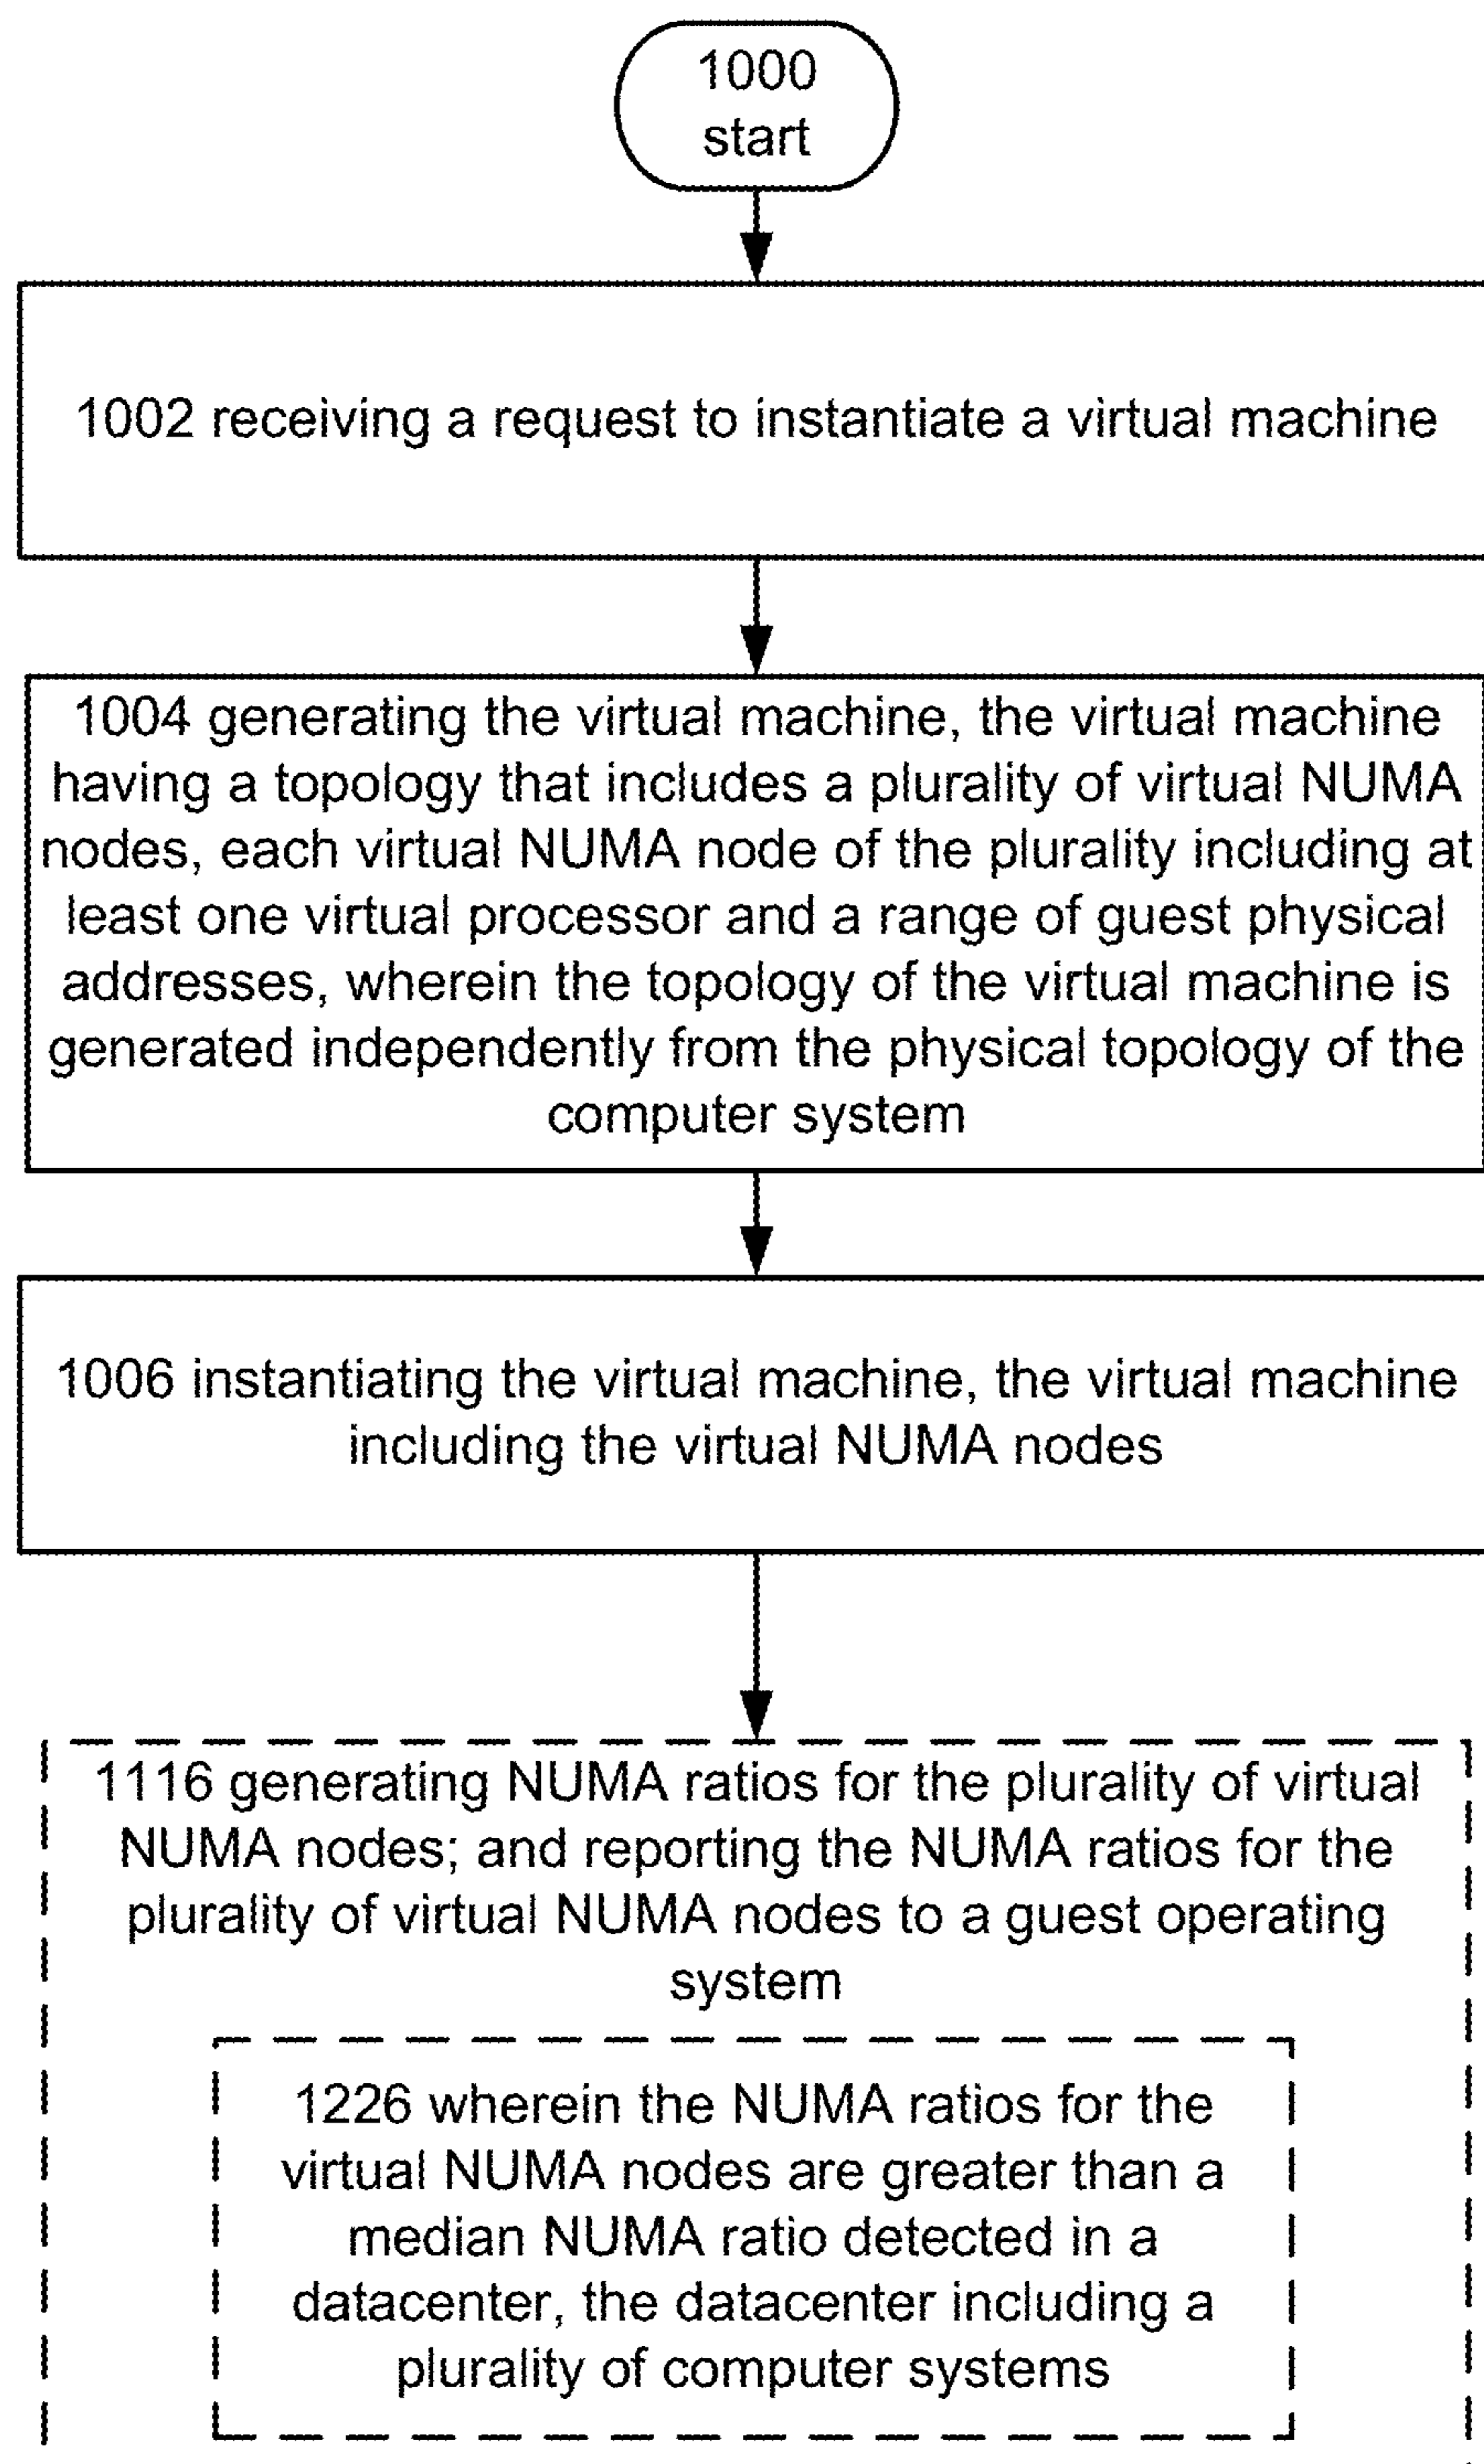 1000
start
1002 receiving a request to instantiate a virtual machine
1004 generating the virtual machine, the virtual machine
having a topology that includes a plurality of virtual NUMA
nodes, each virtual NUMA node of the plurality including at
least one virtual processor and a range of guest physical
addresses, wherein the topology of the virtual machine is
generated independently from the physical topology of the
computer system
1006 instantiating the virtual machine, the virtual machine
including the virtual NUMA nodes
1116 generating NUMA ratios for the plurality of virtual
NUMA nodes; and reporting the NUMA ratios for the
plurality of virtual NUMA nodes to a guest operating
system
1226 wherein the NUMA ratios for the
virtual NUMA nodes are greater than a
median NUMA ratio detected in a
datacenter, the datacenter including a
plurality of computer systems